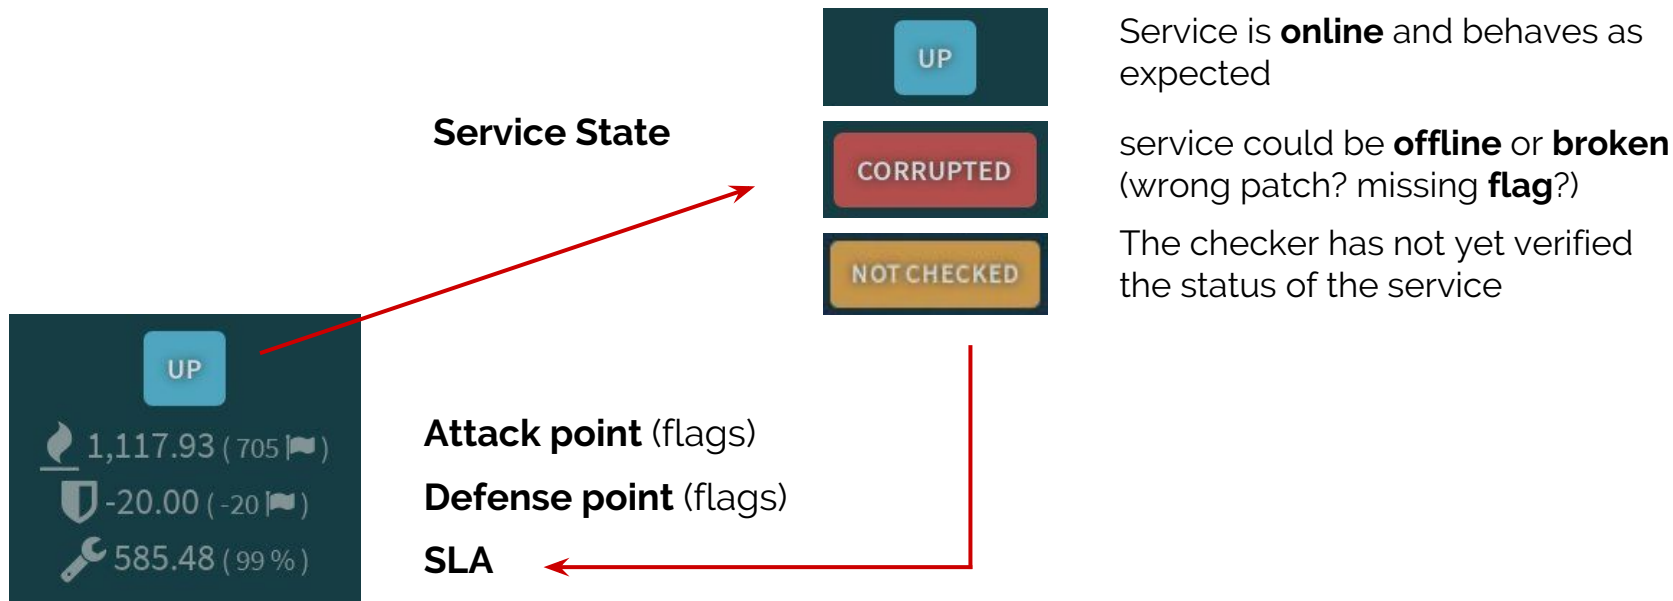 UP
Service is online and behaves as
expected
Service State
CORRUPTED
service could be offline or broken
(wrong patch? missing flag?)
NOT CHECKED
The checker has not yet verified
the status of the service
UP
1,117.93 ( 705 )
Attack point (flags)
-20.00 ( -20 )
Defense point (flags)
585.48 ( 99 % )
SLA